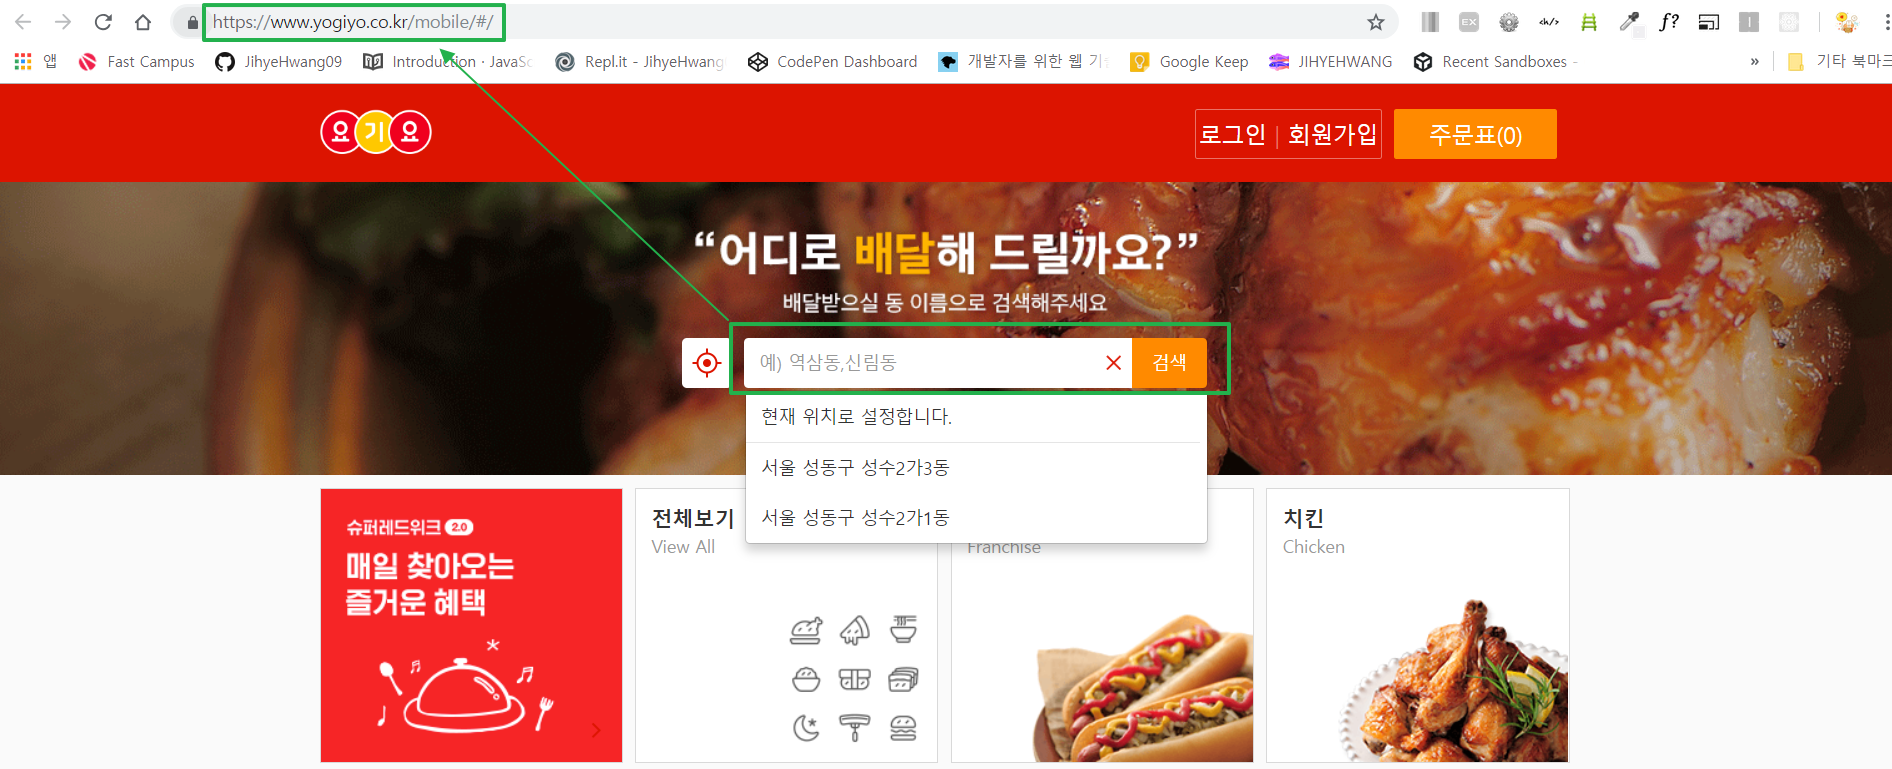 https://www.yogiyo.co.kr/mobile/#/
EX
<h/>
f?
앱
Fast Campus
JihyeHwang09
Introduction · JavaSc
Repl.it - JihyeHwang
CodePen Dashboard
개발자를 위한 웹 기술
Google Keep
JIHYEHWANG
Recent Sandboxes -
»
기타 북마크
요기요
로그인 | 회원가입
주문표(0)
“어디로 배달해 드릴까요?”
배달받으실 동 이름으로 검색해주세요
예) 역삼동,신림동
검색
현재 위치로 설정합니다.
서울 성동구 성수2가3동
서울 성동구 성수2가1동
슈퍼레드위크 2.0
매일 찾아오는
즐거운 혜택
전체보기
View All
Franchise
치킨
Chicken